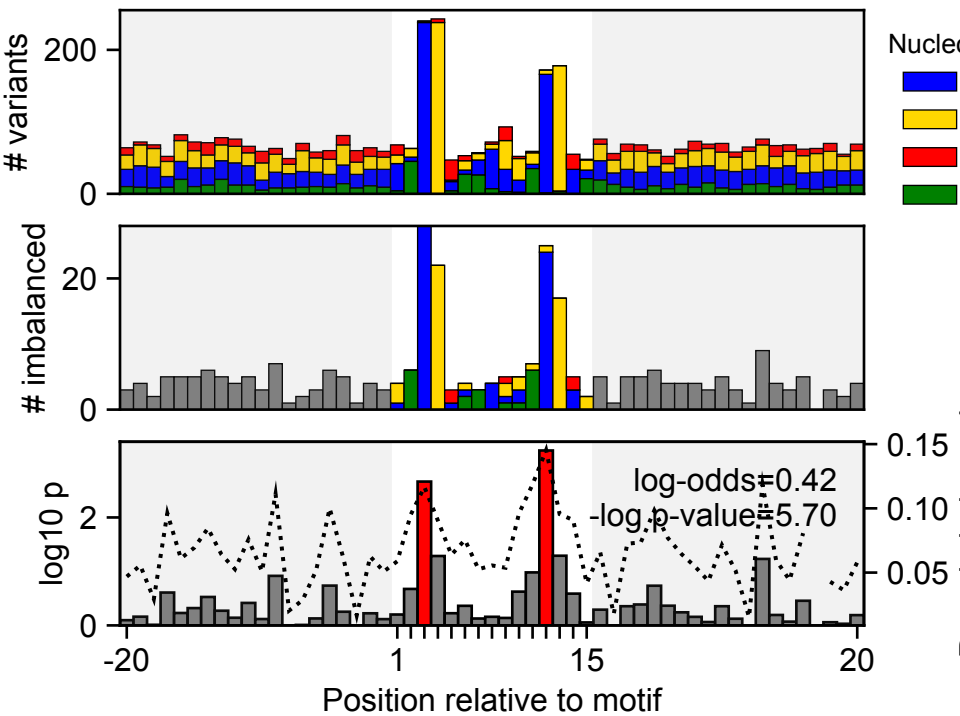 # variants
200
0
Nucleo
# imbalanced
20
0
log10 p
2
0
log-odds=0.42
-log p-value=5.70
0.15
0.10
0.05
-20
1
15
20
Position relative to motif